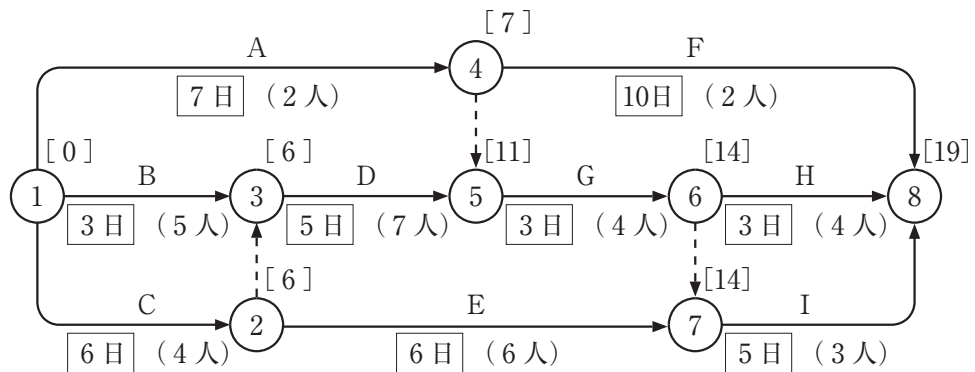 [ 7 ]
A F
④
7 日 (2 人) 10日 (2 人)
[ 0 ] [ 6 ] [11] [14] [19]
B D G H
① ③ ⑤ ⑥ ⑧
3 日 (5 人) 5 日 (7 人) 3 日 (4 人) 3 日 (4 人)
[ 6 ] [14]
C E I
② ⑦
6 日 (4 人) 6 日 (6 人) 5 日 (3 人)